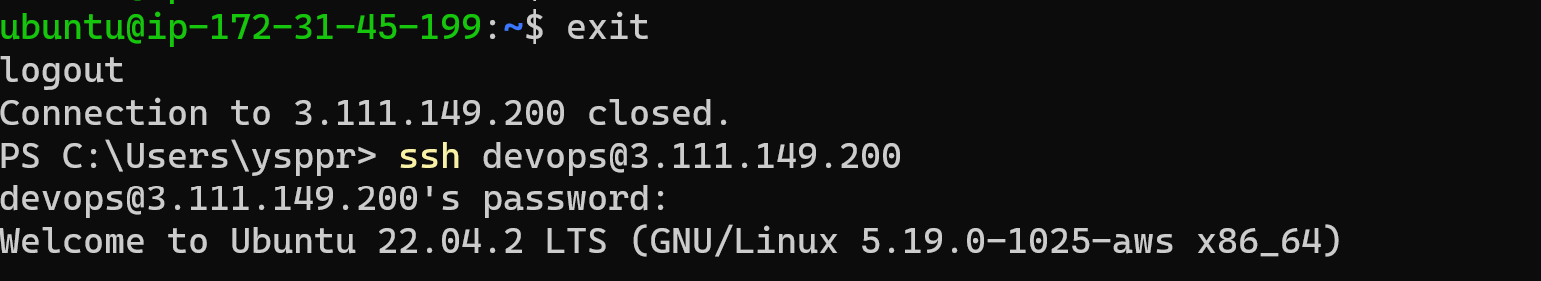 ubuntu@ip-172-31-45-199:~$ exit
logout
Connection to 3.111.149.200 closed.
PS C:\Users\ysppr> ssh devops@3.111.149.200
devops@3.111.149.200's password:
Welcome to Ubuntu 22.04.2 LTS (GNU/Linux 5.19.0-1025-aws x86_64)